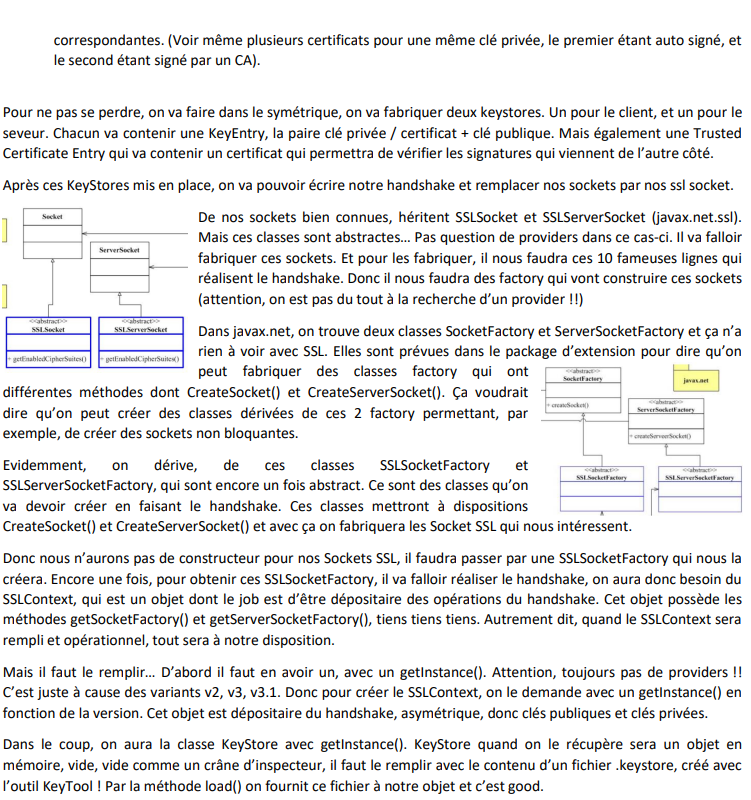 correspondantes. (Voir même plusieurs certificats pour une même clé privée, le premier étant auto signé, et
le second étant signé par un CA).
Pour ne pas se perdre, on va faire dans le symétrique, on va fabriquer deux keystores. Un pour le client, et un pour le
seveur. Chacun va contenir une KeyEntry, la paire clé privée / certificat + clé publique. Mais également une Trusted
Certificate Entry qui va contenir un certificat qui permettra de vérifier les signatures qui viennent de l'autre côté.
Après ces KeyStores mis en place, on va pouvoir écrire notre handshake et remplacer nos sockets par nos ssl socket.
Socket
ServerSocket
<<abstract>>
SSLSocket
+ getEnabledCipherSuites()
<<abstract>>
SSLServerSocket
+ getEnabledCipherSuites()
De nos sockets bien connues, héritent SSLSocket et SSLServerSocket (javax.net.ssl).
Mais ces classes sont abstractes... Pas question de providers dans ce cas-ci. Il va falloir
fabriquer ces sockets. Et pour les fabriquer, il nous faudra ces 10 fameuses lignes qui
réalisent le handshake. Donc il nous faudra des factory qui vont construire ces sockets
(attention, on est pas du tout à la recherche d'un provider !!)
Dans javax.net, on trouve deux classes SocketFactory et ServerSocketFactory et ça n'a
rien à voir avec SSL. Elles sont prévues dans le package d'extension pour dire qu'on
peut fabriquer des classes factory qui ont
différentes méthodes dont CreateSocket() et CreateServerSocket(). Ça voudrait
dire qu'on peut créer des classes dérivées de ces 2 factory permettant, par
exemple, de créer des sockets non bloquantes.
<<abstract>>
SocketFactory
+ createSocket()
javax.net
<<abstract>>
ServerSocketFactory
+ createServerSocket()
<<abstract>>
SSLSocketFactory
<<abstract>>
SSLServerSocketFactory
Evidemment, on dérive, de ces classes SSLSocketFactory et
SSLServerSocketFactory, qui sont encore un fois abstract. Ce sont des classes qu'on
va devoir créer en faisant le handshake. Ces classes mettront à dispositions
CreateSocket() et CreateServerSocket() et avec ça on fabriquera les Socket SSL qui nous intéressent.
Donc nous n'aurons pas de constructeur pour nos Sockets SSL, il faudra passer par une SSLSocketFactory qui nous la
créera. Encore une fois, pour obtenir ces SSLSocketFactory, il va falloir réaliser le handshake, on aura donc besoin du
SSLContext, qui est un objet dont le job est d'être dépositaire des opérations du handshake. Cet objet possède les
méthodes getSocketFactory() et getServerSocketFactory(), tiens tiens tiens. Autrement dit, quand le SSLContext sera
rempli et opérationnel, tout sera à notre disposition.
Mais il faut le remplir... D'abord il faut en avoir un, avec un getInstance(). Attention, toujours pas de providers !!
C'est juste à cause des variants v2, v3, v3.1. Donc pour créer le SSLContext, on le demande avec un getInstance() en
fonction de la version. Cet objet est dépositaire du handshake, asymétrique, donc clés publiques et clés privées.
Dans le coup, on aura la classe KeyStore avec getInstance(). KeyStore quand on le récupère sera un objet en
mémoire, vide, vide comme un crâne d'inspecteur, il faut le remplir avec le contenu d'un fichier .keystore, créé avec
l'outil KeyTool ! Par la méthode load() on fournit ce fichier à notre objet et c'est good.